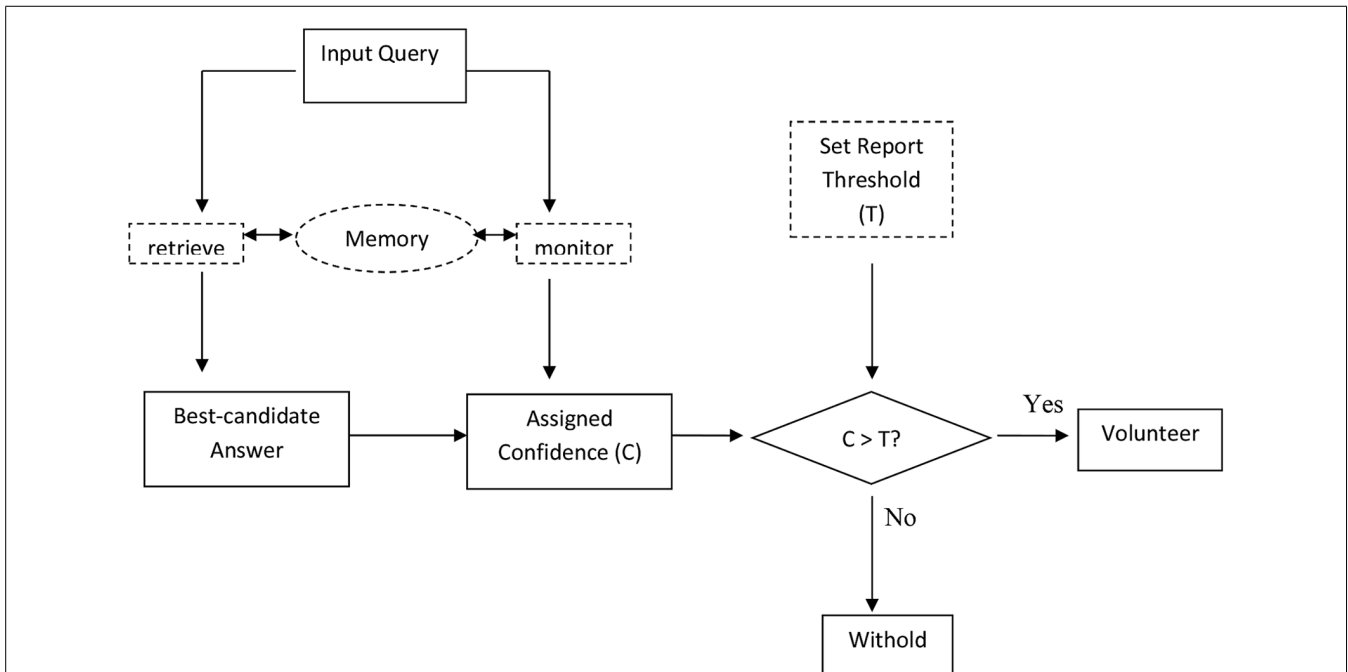 Input Query
Set Report
Threshold
(T)
retrieve
Memory
monitor
Best-candidate
Answer
Assigned
Confidence (C)
C > T?
Yes
Volunteer
No
Withold